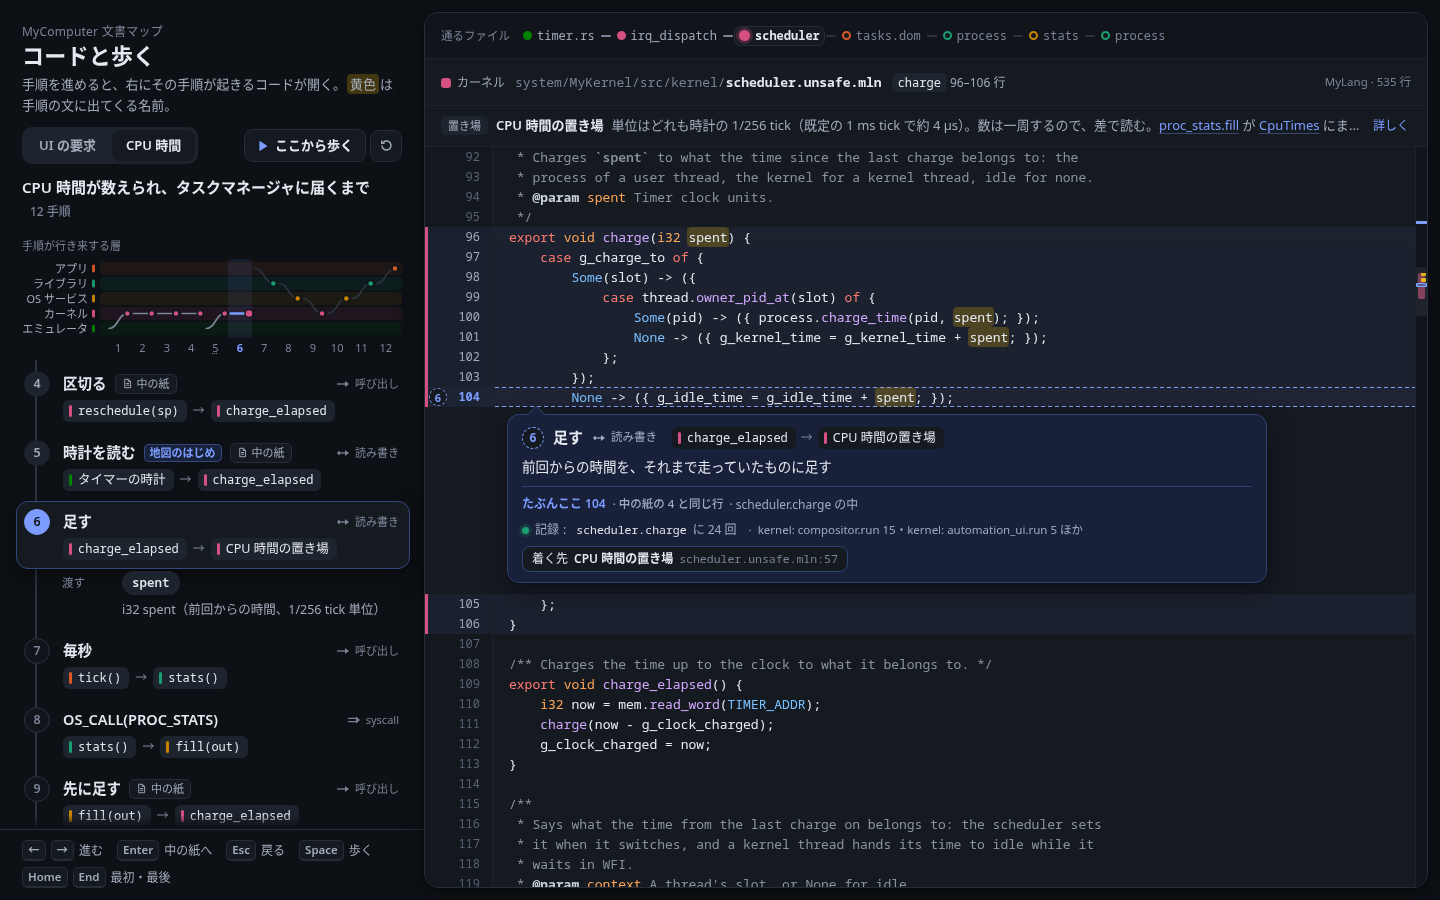 MyComputer 文書マップ
コードと歩く
手順を進めると、右にその手順が起きるコードが開く。 黄色 は
手順の文に出てくる名前。
UI の要求 CPU 時間 ▶ ここから歩く
CPU 時間が数えられ、タスクマネージャに届くまで
12 手順
手順が行き来する層
アプリ
ライブラリ
OS サービス
カーネル
エミュレータ
1 2 3 4 5 6 7 8 9 10 11 12
4 区切る 中の紙 → 呼び出し
reschedule(sp) → charge_elapsed
5 時計を読む 地図のはじめ 中の紙 ↔ 読み書き
タイマーの時計 → charge_elapsed
6 足す ↔ 読み書き
charge_elapsed → CPU 時間の置き場
渡す spent
i32 spent（前回からの時間、1/256 tick 単位）
7 毎秒 → 呼び出し
tick() → stats()
8 OS_CALL(PROC_STATS) ⇒ syscall
stats() → fill(out)
9 先に足す 中の紙 → 呼び出し
fill(out) → charge_elapsed
← → 進む Enter 中の紙へ Esc 戻る Space 歩く
Home End 最初・最後
通るファイル timer.rs irq_dispatch scheduler tasks.dom process stats process
カーネル system/MyKernel/src/kernel/scheduler.unsafe.mln charge 96–106 行 MyLang · 535 行
置き場 CPU 時間の置き場 単位はどれも時計の 1/256 tick（既定の 1 ms tick で約 4 µs）。数は一周するので、差で読む。proc_stats.fill が CpuTimes にま… 詳しく
92 * Charges `spent` to what the time since the last charge belongs to: the
93 * process of a user thread, the kernel for a kernel thread, idle for none.
94 * @param spent Timer clock units.
95 */
96 export void charge(i32 spent) {
97 case g_charge_to of {
98 Some(slot) -> ({
99 case thread.owner_pid_at(slot) of {
100 Some(pid) -> ({ process.charge_time(pid, spent); });
101 None -> ({ g_kernel_time = g_kernel_time + spent; });
102 };
103 });
6 104 None -> ({ g_idle_time = g_idle_time + spent; });
6 足す ↔ 読み書き charge_elapsed → CPU 時間の置き場
前回からの時間を、それまで走っていたものに足す
たぶんここ 104 · 中の紙の 4 と同じ行 · scheduler.charge の中
記録： scheduler.charge に 24 回 · kernel: compositor.run 15 • kernel: automation_ui.run 5 ほか
着く先 CPU 時間の置き場 scheduler.unsafe.mln:57
105 };
106 }
107
108 /** Charges the time up to the clock to what it belongs to. */
109 export void charge_elapsed() {
110 i32 now = mem.read_word(TIMER_ADDR);
111 charge(now - g_clock_charged);
112 g_clock_charged = now;
113 }
114
115 /**
116 * Says what the time from the last charge on belongs to: the scheduler sets
117 * it when it switches, and a kernel thread hands its time to idle while it
118 * waits in WFI.
119 * @param context A thread's slot, or None for idle.